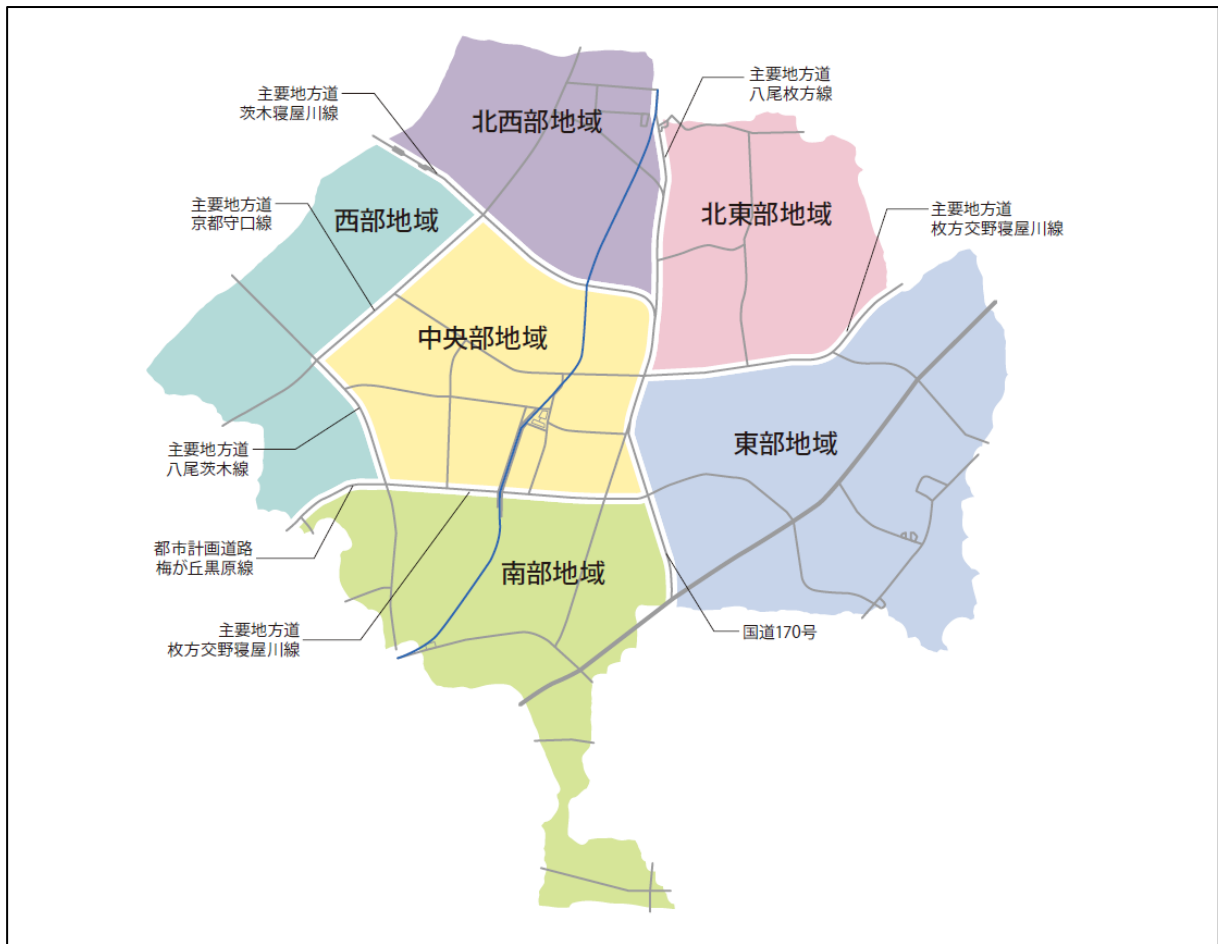 主要地方道
八尾枚方線
主要地方道
茨木寝屋川線
北西部地域
主要地方道
京都守口線
西部地域
北東部地域
主要地方道
枚方交野寝屋川線
中央部地域
主要地方道
八尾茨木線
東部地域
都市計画道路
梅が丘黒原線
南部地域
主要地方道
枚方交野寝屋川線
国道170号